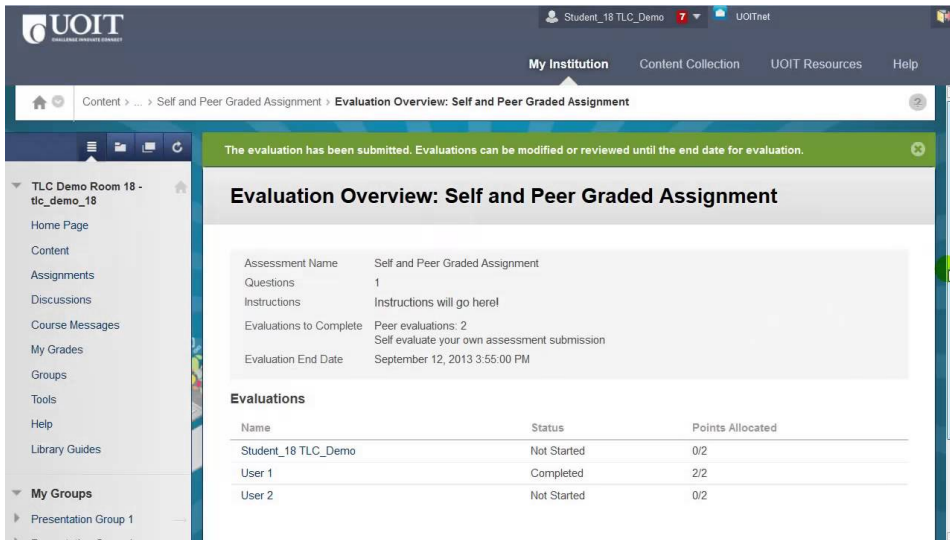 UOIT
CHALLENGE INNOVATE CONNECT
Student_18 TLC_Demo 7 UOITnet
My Institution Content Collection UOIT Resources Help
Content > ... > Self and Peer Graded Assignment > Evaluation Overview: Self and Peer Graded Assignment ?
The evaluation has been submitted. Evaluations can be modified or reviewed until the end date for evaluation.
TLC Demo Room 18 -
tlc_demo_18
Home Page
Content
Assignments
Discussions
Course Messages
My Grades
Groups
Tools
Help
Library Guides
My Groups
Presentation Group 1
Evaluation Overview: Self and Peer Graded Assignment
Assessment Name Self and Peer Graded Assignment
Questions 1
Instructions Instructions will go here!
Evaluations to Complete Peer evaluations: 2
Self evaluate your own assessment submission
Evaluation End Date September 12, 2013 3:55:00 PM
Evaluations
Name Status Points Allocated
Student_18 TLC_Demo Not Started 0/2
User 1 Completed 2/2
User 2 Not Started 0/2